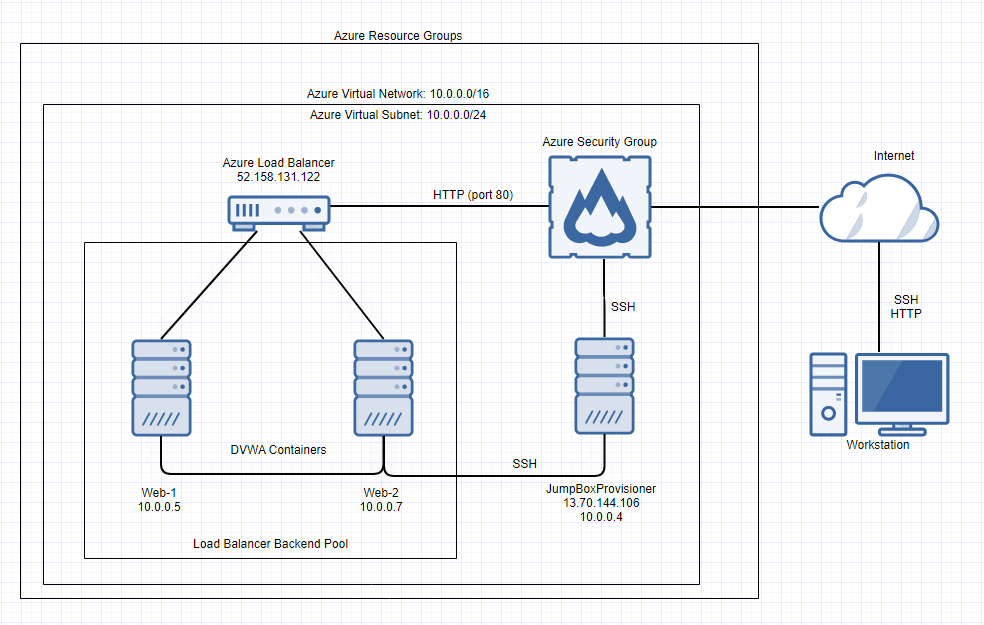 Azure Resource Groups
Azure Virtual Network: 10.0.0.0/16
Azure Virtual Subnet: 10.0.0.0/24
Azure Security Group
Internet
Azure Load Balancer
52.158.131.122
HTTP (port 80)
SSH
SSH
HTTP
DVWA Containers
SSH
Workstation
Web-1
10.0.0.5
Web-2
10.0.0.7
JumpBoxProvisioner
13.70.144.106
10.0.0.4
Load Balancer Backend Pool